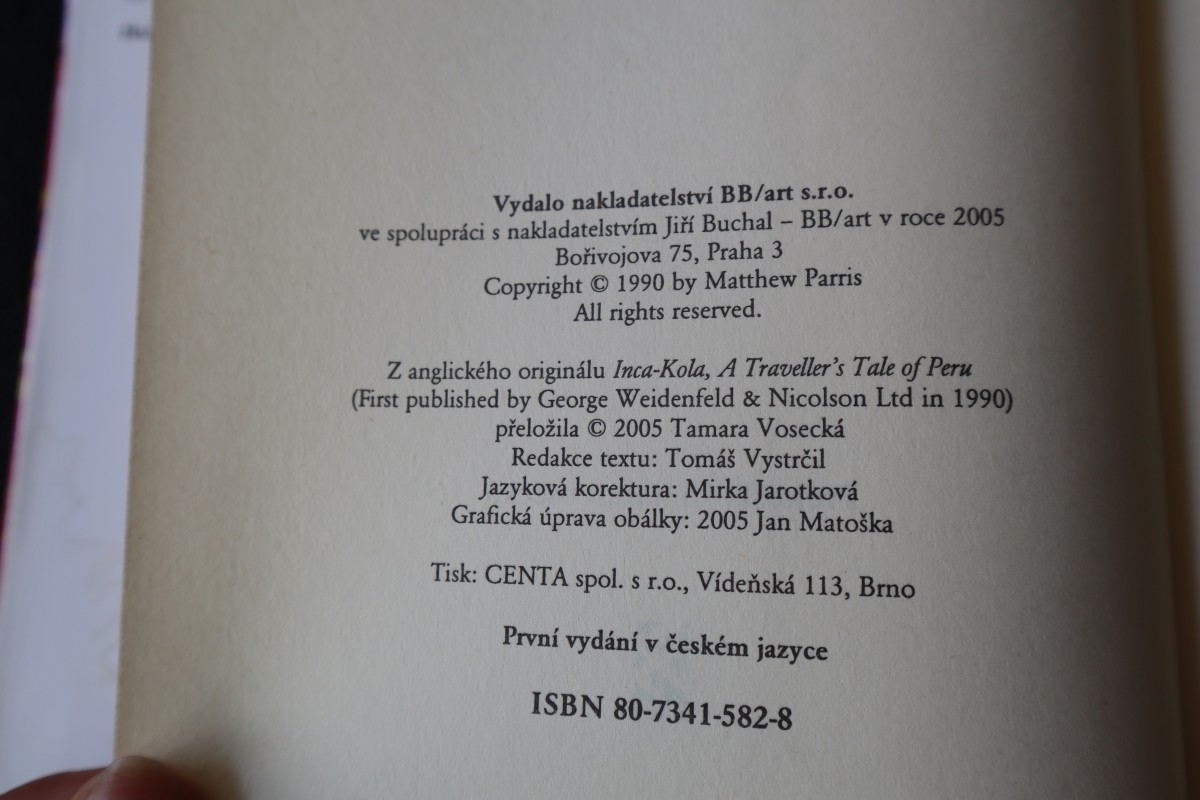 Vydalo nakladatelství BB/art s.r.o.
ve spolupráci s nakladatelstvím Jiří Buchal – BB/art v roce 2005
Bořivojova 75, Praha 3
Copyright © 1990 by Matthew Parris
All rights reserved.
Z anglického originálu Inca-Kola, A Traveller's Tale of Peru
(First published by George Weidenfeld & Nicolson Ltd in 1990)
přeložila © 2005 Tamara Vosecká
Redakce textu: Tomáš Vystrčil
Jazyková korektura: Mirka Jarotková
Grafická úprava obálky: 2005 Jan Matoška
Tisk: CENTA spol. s r.o., Vídeňská 113, Brno
První vydání v českém jazyce
ISBN 80-7341-582-8